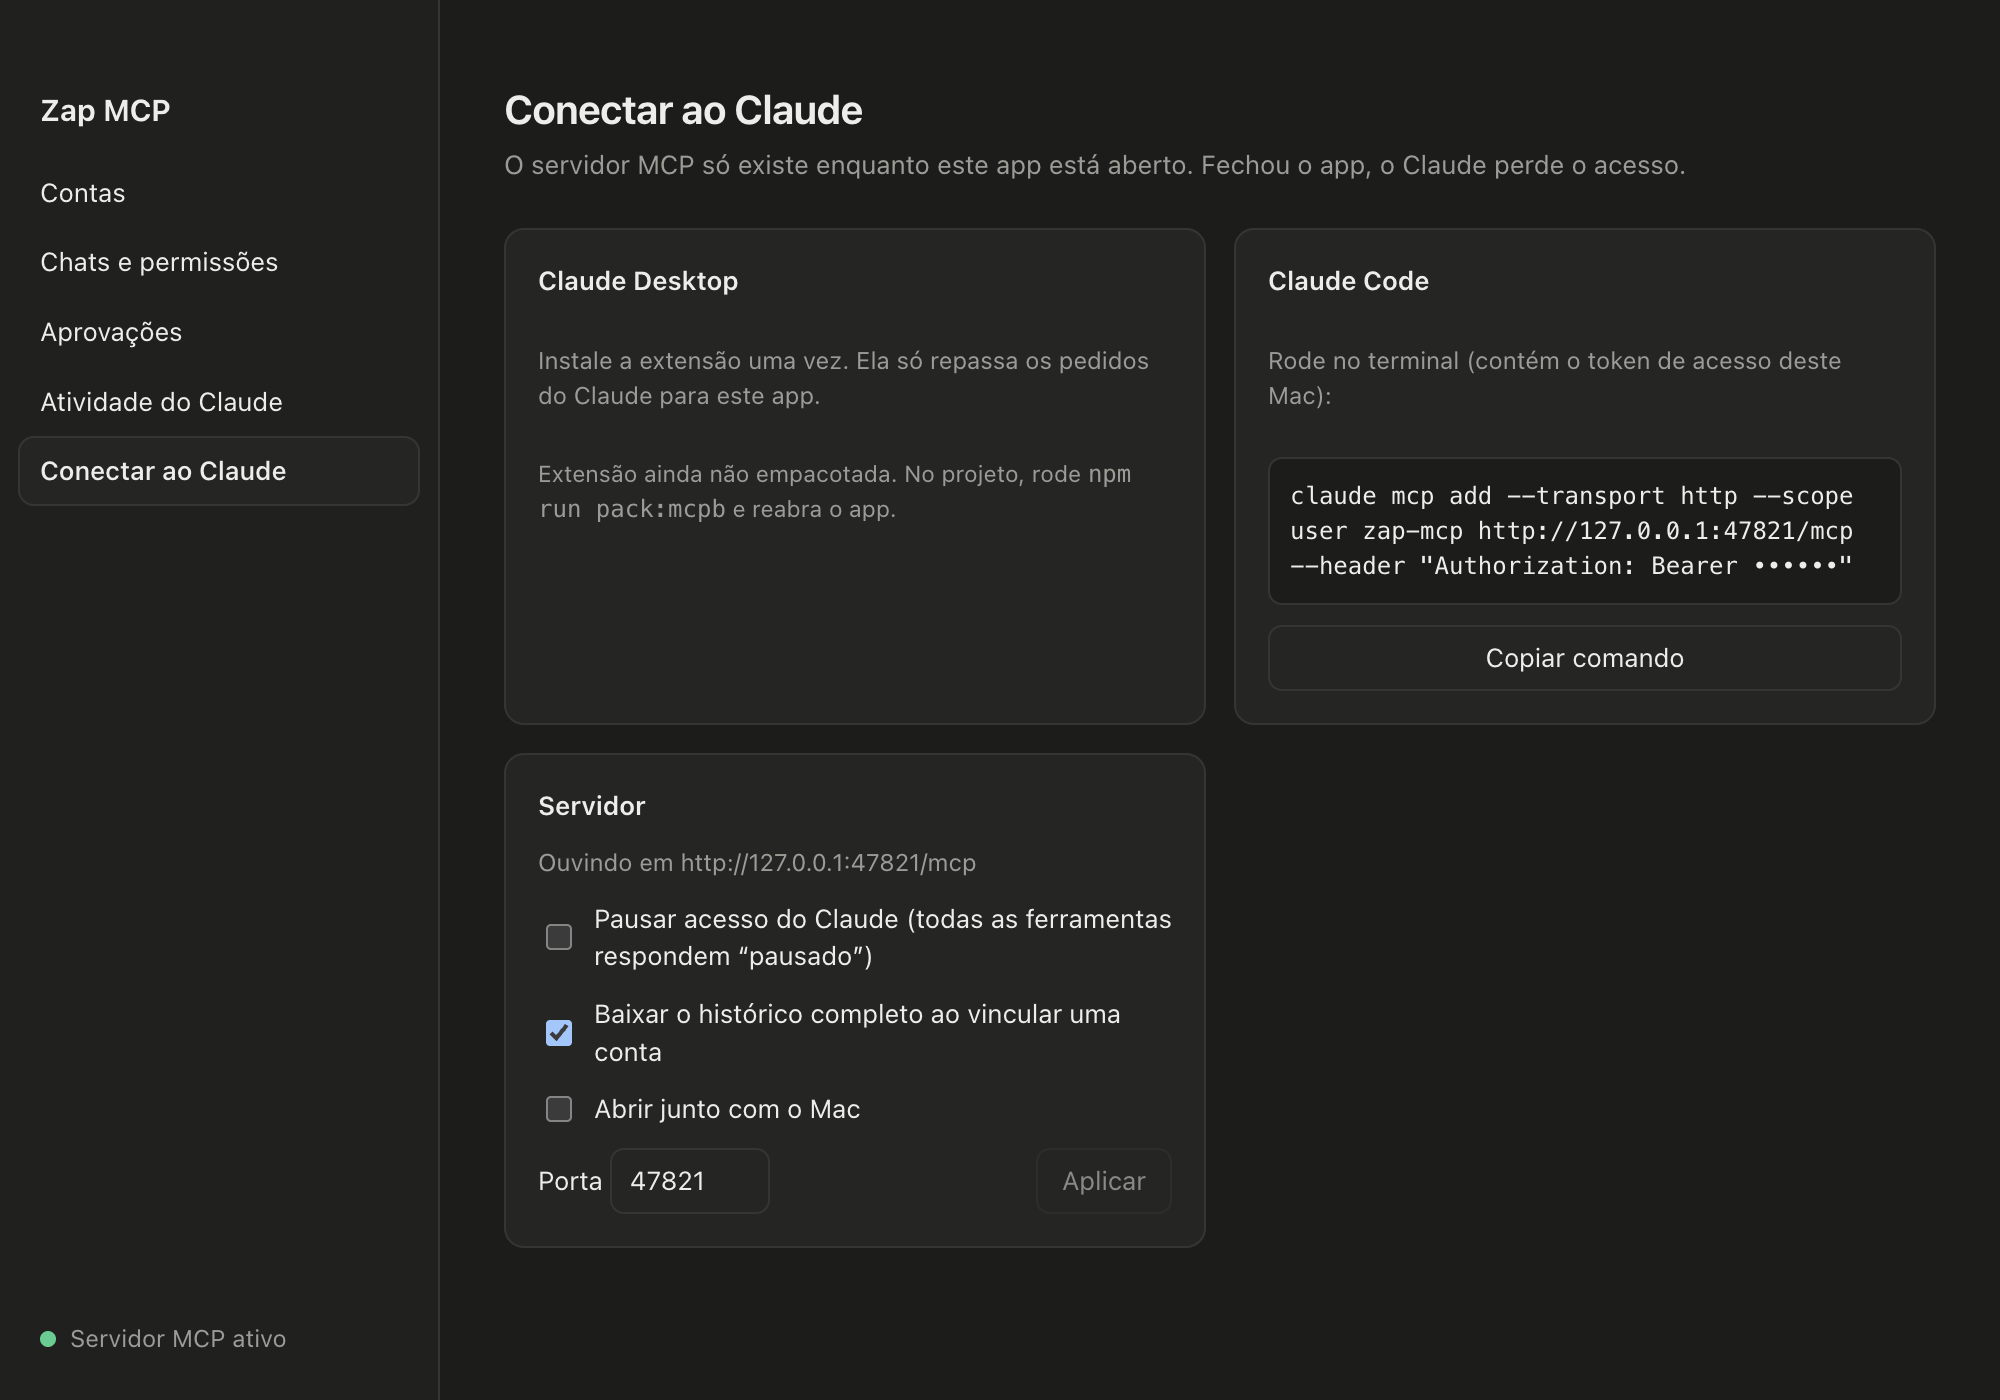 Zap MCP
Contas
Chats e permissões
Aprovações
Atividade do Claude
Conectar ao Claude
Servidor MCP ativo
Conectar ao Claude
O servidor MCP só existe enquanto este app está aberto. Fechou o app, o Claude perde o acesso.
Claude Desktop
Instale a extensão uma vez. Ela só repassa os pedidos
do Claude para este app.
Extensão ainda não empacotada. No projeto, rode npm
run pack:mcpb e reabra o app.
Claude Code
Rode no terminal (contém o token de acesso deste
Mac):
claude mcp add --transport http --scope
user zap-mcp http://127.0.0.1:47821/mcp
--header "Authorization: Bearer ••••••"
Copiar comando
Servidor
Ouvindo em http://127.0.0.1:47821/mcp
Pausar acesso do Claude (todas as ferramentas
respondem “pausado”)
Baixar o histórico completo ao vincular uma
conta
Abrir junto com o Mac
Porta 47821 Aplicar